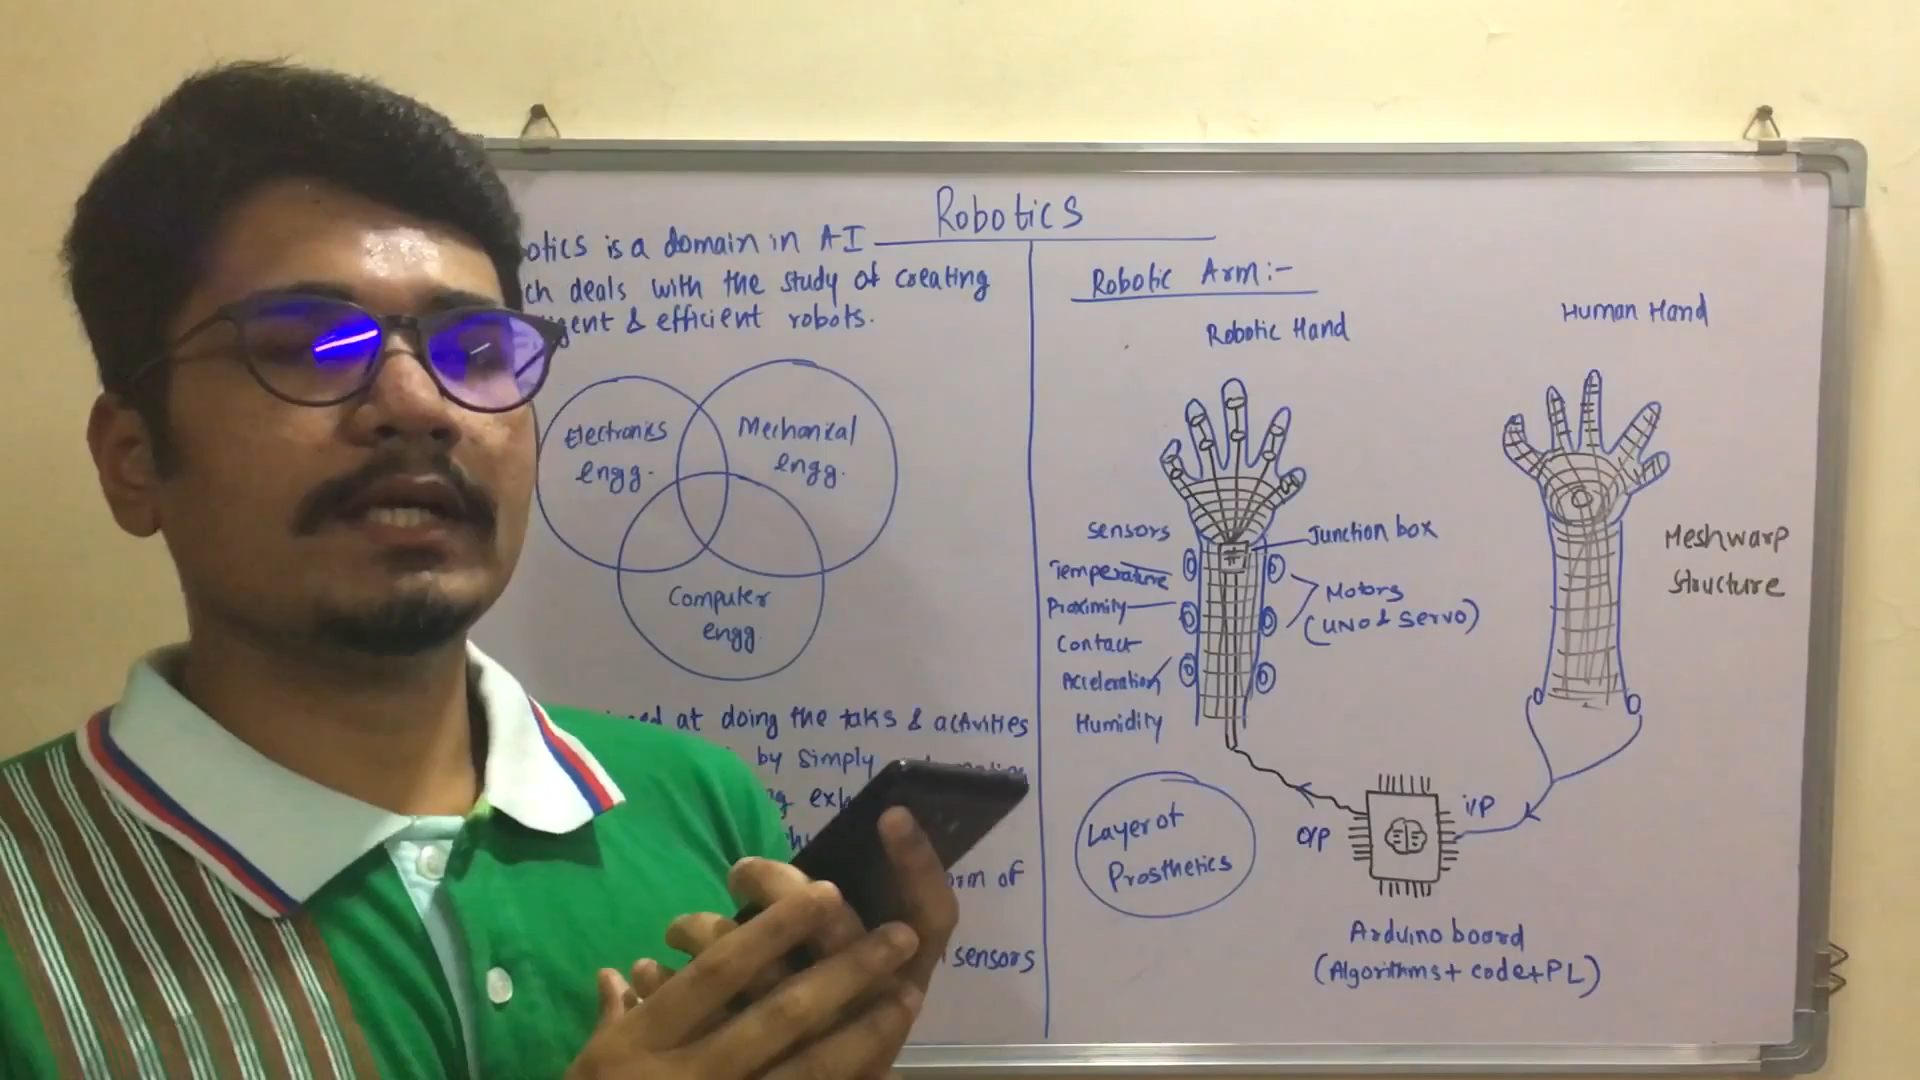 Robotics
otics is a domain in AI
ch deals with the study of creating
igent & efficient robots.
Electronics
engg.
Mechanical
engg.
Computer
engg.
ed at doing the taks & activities
by simply
sensors
Robotic Arm:-
Robotic Hand
Human Hand
Sensors
Temperature
Proximity
Contact
Acceleration
Humidity
Junction box
Motors
(UNO & Servo)
Meshwarp
Structure
Layer of
Prosthetics
O/P
i/P
Arduino board
(Algorithms + code + PL)